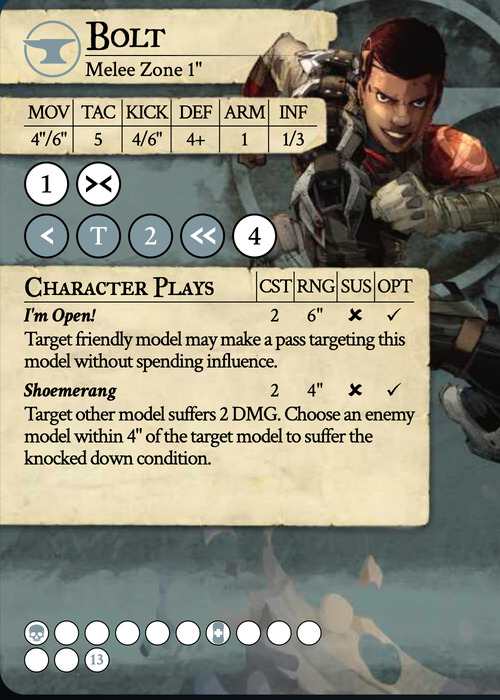 Bolt
Melee Zone 1"
MOV TAC KICK DEF ARM INF
4"/6" 5 4/6" 4+ 1 1/3
1 ><
< T 2 << 4
Character Plays CST RNG SUS OPT
I'm Open! 2 6" ✘ ✓
Target friendly model may make a pass targeting this
model without spending influence.
Shoemerang 2 4" ✘ ✓
Target other model suffers 2 DMG. Choose an enemy
model within 4" of the target model to suffer the
knocked down condition.
13